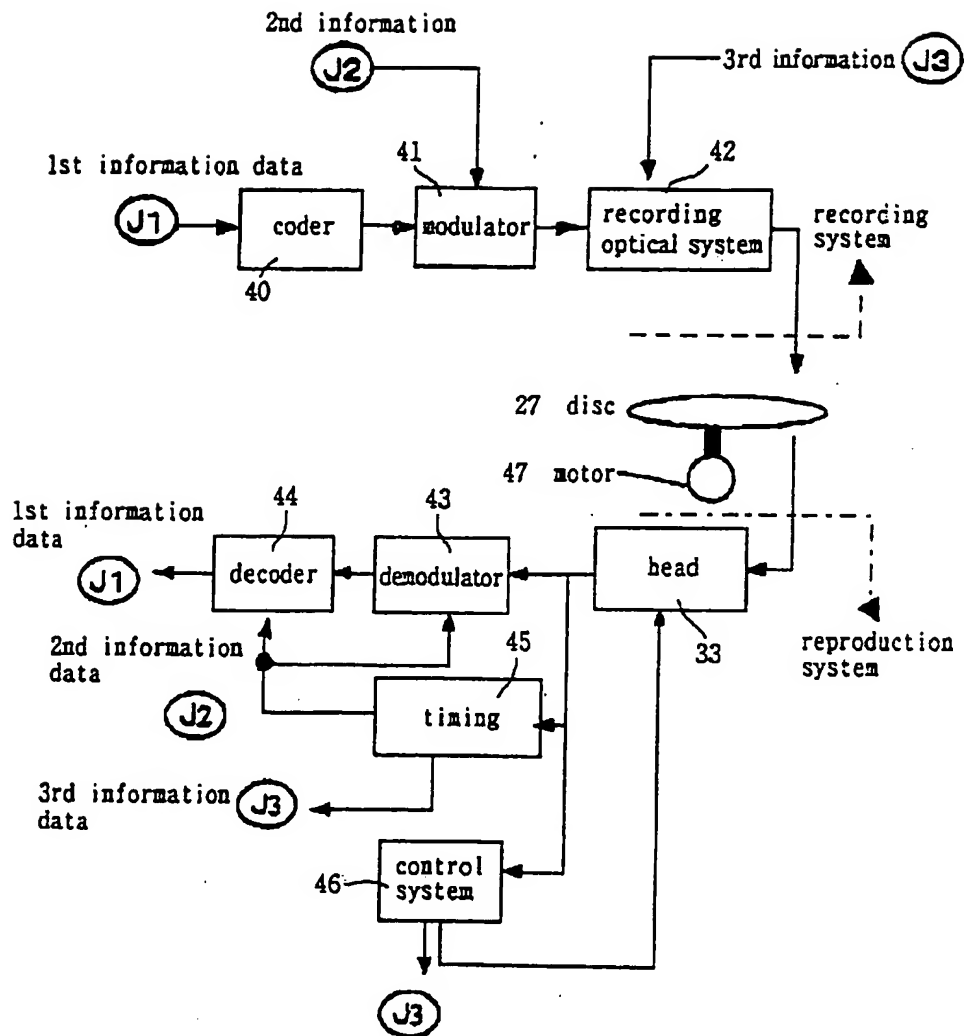 2nd information
J2
3rd information J3
41
42
1st information data
J1
coder
modulator
recording
optical system
recording
system
40
27 disc
47 motor
44
43
1st information
data
J1
decoder
demodulator
head
33
2nd information
data
J2
45
timing
reproduction
system
3rd information
data
J3
control
system
46
J3